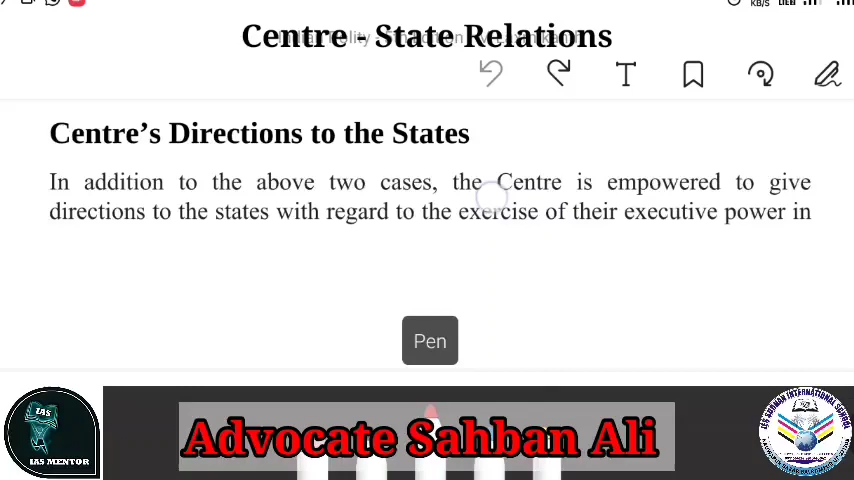 KB/S
Centre - State Relations
Centre's Directions to the States
In addition to the above two cases, the Centre is empowered to give
directions to the states with regard to the exercise of their executive power in
Pen
Advocate Sahban Ali
IAS
IAS MENTOR